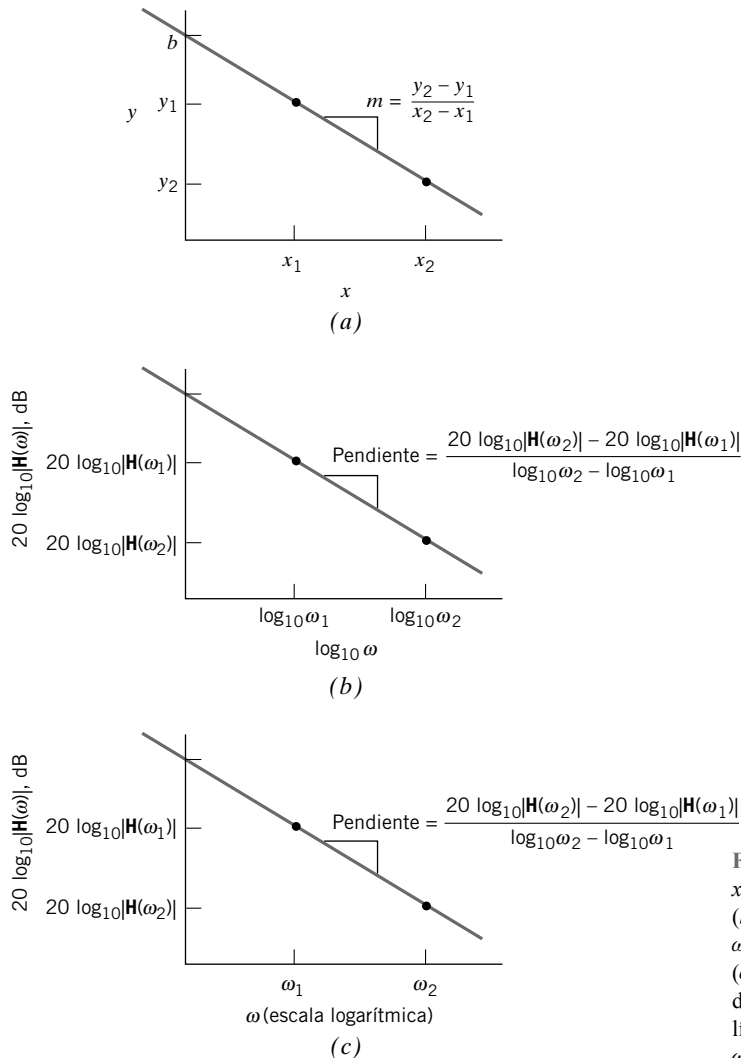 b
y
y₁
y₂
m = (y₂ – y₁)/(x₂ – x₁)
x₁ x₂
x
(a)
20 log₁₀|H(ω)|, dB
20 log₁₀|H(ω₁)|
20 log₁₀|H(ω₂)|
Pendiente = (20 log₁₀|H(ω₂)| – 20 log₁₀|H(ω₁)|)/(log₁₀ω₂ – log₁₀ω₁)
log₁₀ω₁ log₁₀ω₂
log₁₀ ω
(b)
20 log₁₀|H(ω)|, dB
20 log₁₀|H(ω₁)|
20 log₁₀|H(ω₂)|
Pendiente = (20 log₁₀|H(ω₂)| – 20 log₁₀|H(ω₁)|)/(log₁₀ω₂ – log₁₀ω₁)
ω₁ ω₂
ω (escala logarítmica)
(c)
x